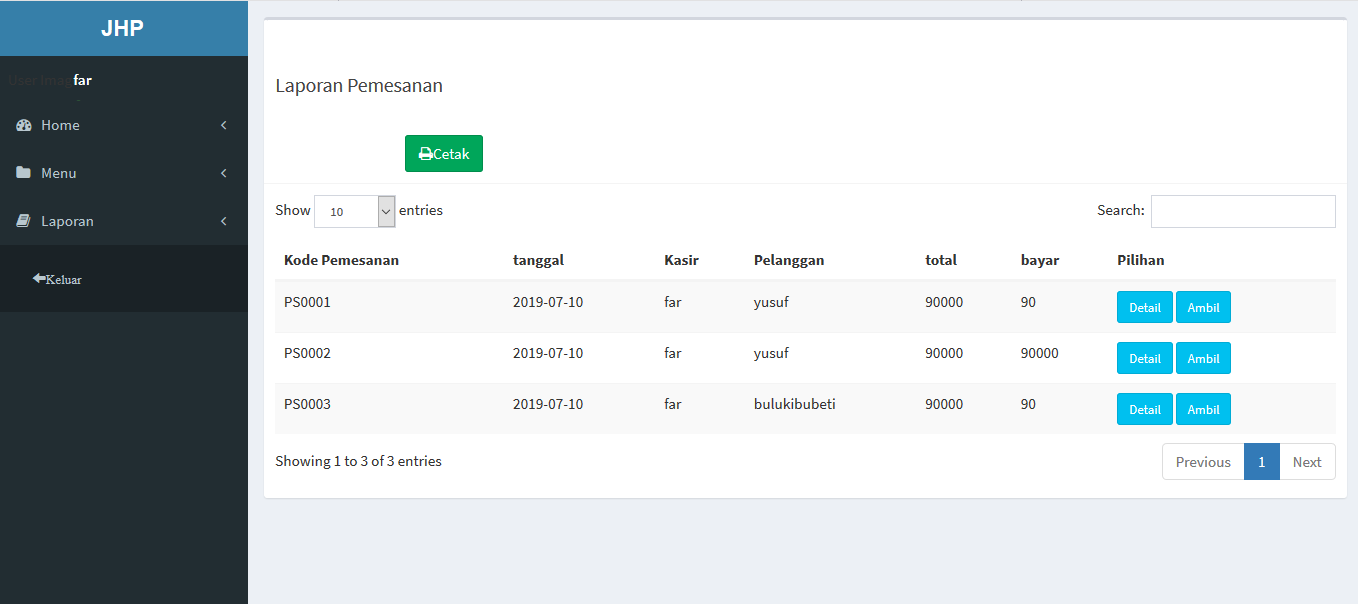 JHP
User Image far
Home
Menu
Laporan
Keluar
Laporan Pemesanan
Cetak
Show 10 entries Search:
Kode Pemesanan tanggal Kasir Pelanggan total bayar Pilihan
PS0001 2019-07-10 far yusuf 90000 90 Detail Ambil
PS0002 2019-07-10 far yusuf 90000 90000 Detail Ambil
PS0003 2019-07-10 far bulukibubeti 90000 90 Detail Ambil
Showing 1 to 3 of 3 entries Previous 1 Next